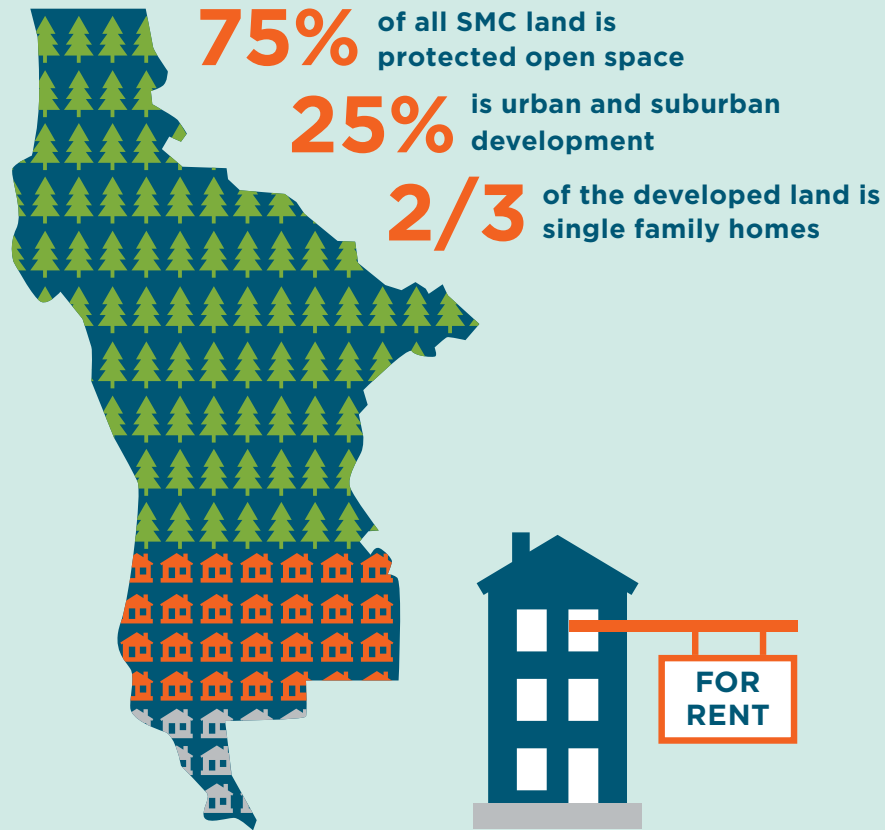 75% of all SMC land is
protected open space
25% is urban and suburban
development
2/3 of the developed land is
single family homes
FOR
RENT